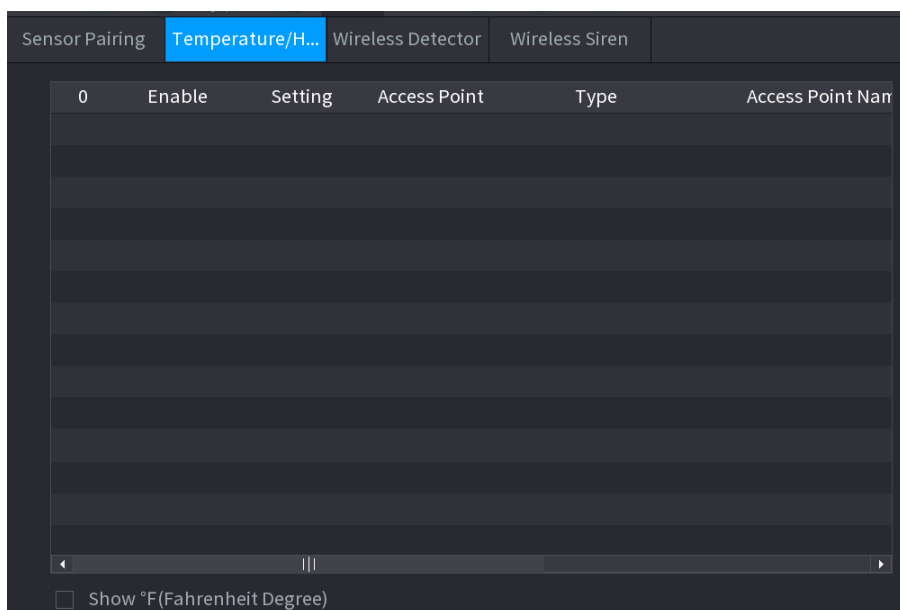 Sensor Pairing Temperature/H... Wireless Detector Wireless Siren
0 Enable Setting Access Point Type Access Point Nam
Show °F(Fahrenheit Degree)